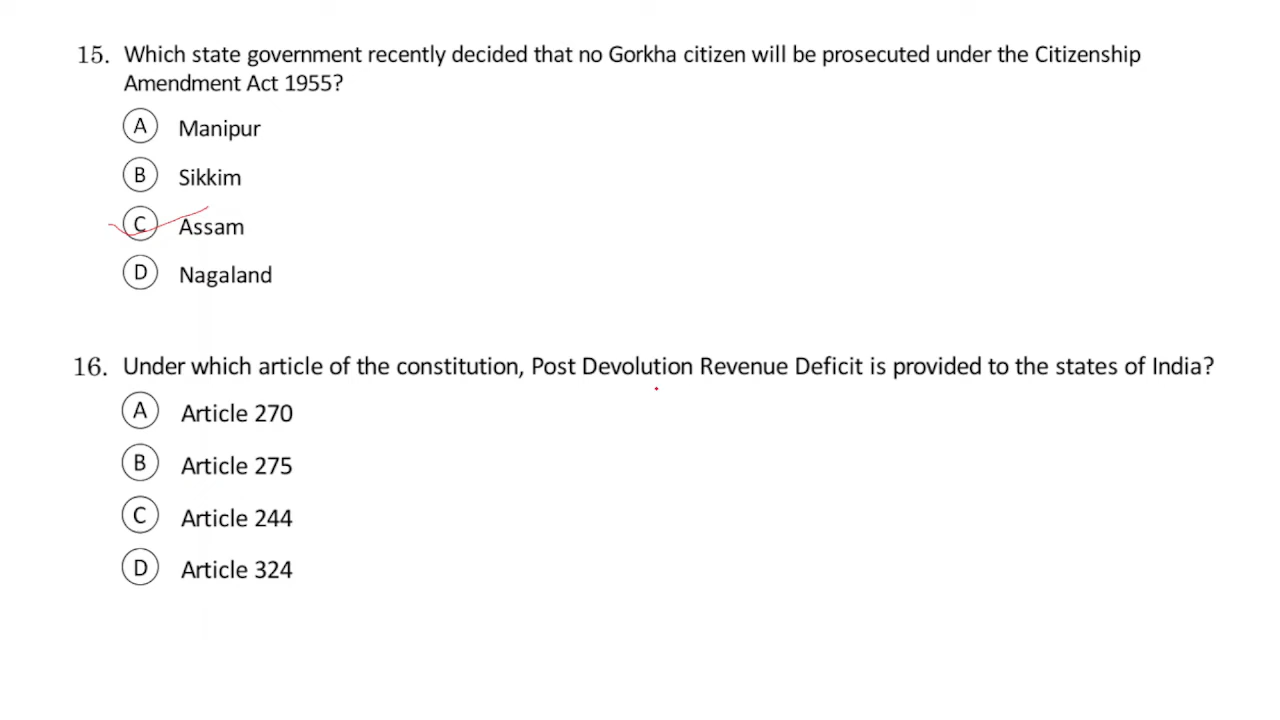 15. Which state government recently decided that no Gorkha citizen will be prosecuted under the Citizenship
Amendment Act 1955?
A Manipur
B Sikkim
C Assam
D Nagaland
16. Under which article of the constitution, Post Devolution Revenue Deficit is provided to the states of India?
A Article 270
B Article 275
C Article 244
D Article 324